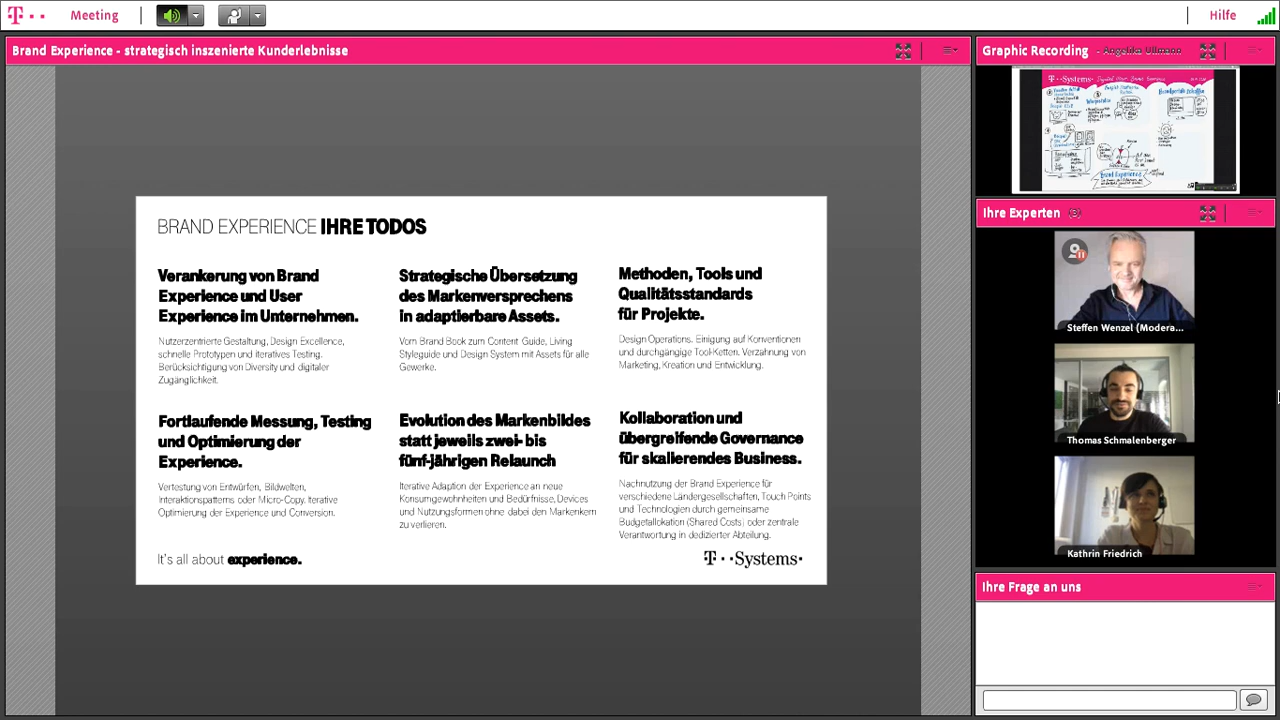 T
Meeting
Hilfe
Brand Experience - strategisch inszenierte Kunderlebnisse
BRAND EXPERIENCE IHRE TODOS
Verankerung von Brand
Experience und User
Experience im Unternehmen.
Nutzerzentrierte Gestaltung, Design Excellence,
schnelle Prototypen und iteratives Testing.
Berücksichtigung von Diversity und digitaler
Zugänglichkeit.
Strategische Übersetzung
des Markenversprechens
in adaptierbare Assets.
Vom Brand Book zum Content Guide, Living
Styleguide und Design System mit Assets für alle
Gewerke.
Methoden, Tools und
Qualitätsstandards
für Projekte.
Design Operations. Einigung auf Konventionen
und durchgängige Tool-Ketten. Verzahnung von
Marketing, Kreation und Entwicklung.
Fortlaufende Messung, Testing
und Optimierung der
Experience.
Vertestung von Entwürfen, Bildwelten,
Interaktionspatterns oder Micro-Copy. Iterative
Optimierung der Experience und Conversion.
Evolution des Markenbildes
statt jeweils zwei- bis
fünf-jährigen Relaunch
Iterative Adaption der Experience an neue
Konsumgewohnheiten und Bedürfnisse, Devices
und Nutzungsformen ohne dabei den Markenkern
zu verlieren.
Kollaboration und
übergreifende Governance
für skalierendes Business.
Nachnutzung der Brand Experience für
verschiedene Ländergesellschaften, Touch Points
und Technologien durch gemeinsame
Budgetallokation (Shared Costs) oder zentrale
Verantwortung in dedizierter Abteilung.
It's all about experience.
T··Systems·
Graphic Recording - Angelika Ullmann
T··Systems·
Brand Experience
Ihre Experten (3)
Steffen Wenzel (Modera...
Thomas Schmalenberger
Kathrin Friedrich
Ihre Frage an uns